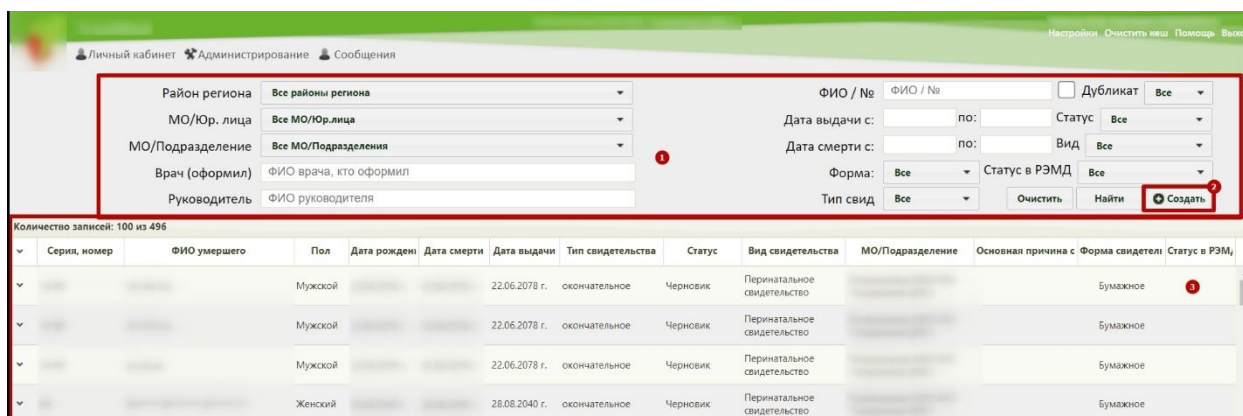 Настройки Очистить кеш Помощь
Личный кабинет Администрирование Сообщения
Район региона Все районы региона ФИО / № ФИО / № Дубликат Все
МО/Юр. лица Все МО/Юр.лица Дата выдачи с: по: Статус Все
МО/Подразделение Все МО/Подразделения 1 Дата смерти с: по: Вид Все
Врач (оформил) ФИО врача, кто оформил Форма: Все Статус в РЭМД Все 2
Руководитель ФИО руководителя Тип свид Все Очистить Найти Создать
Количество записей: 100 из 496
Серия, номер ФИО умершего Пол Дата рождени Дата смерти Дата выдачи Тип свидетельства Статус Вид свидетельства МО/Подразделение Основная причина с Форма свидетел Статус в РЭМ
Мужской 22.06.2078 г. окончательное Черновик Перинатальное свидетельство Бумажное 3
Мужской 22.06.2078 г. окончательное Черновик Перинатальное свидетельство Бумажное
Мужской 22.06.2078 г. окончательное Черновик Перинатальное свидетельство Бумажное
Женский 28.08.2040 г. окончательное Черновик Перинатальное свидетельство Бумажное